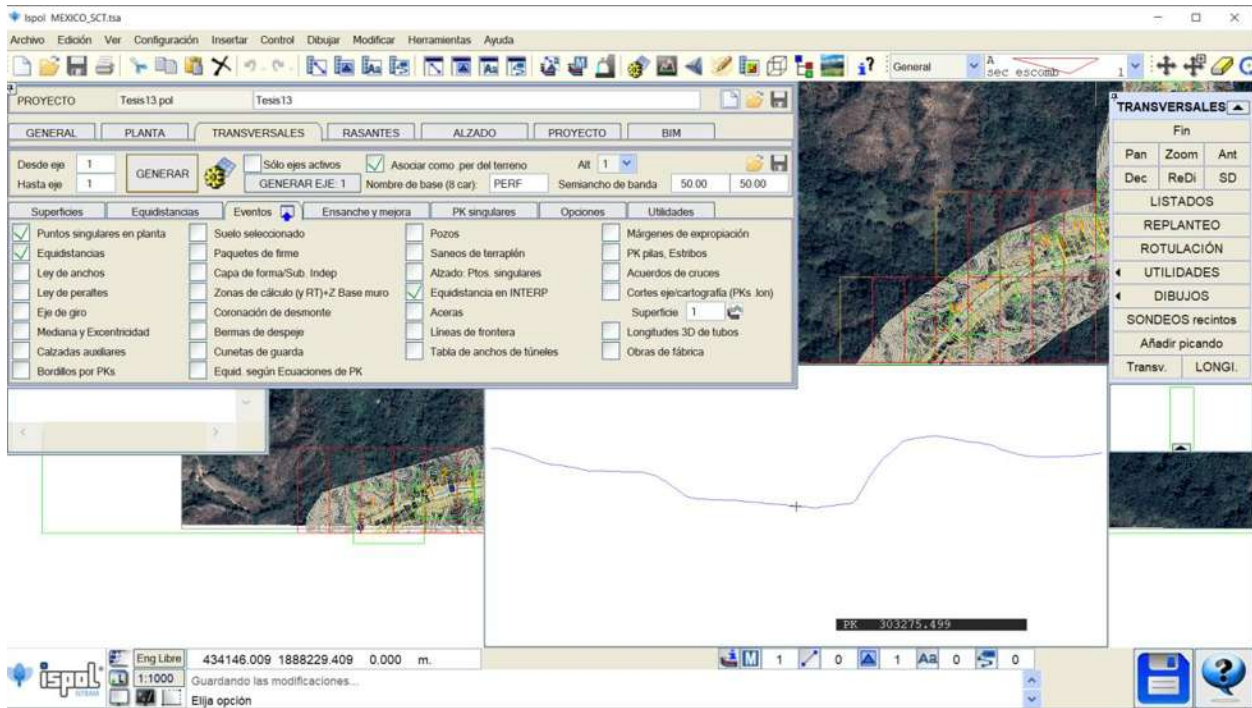 Ispol MEXICO_SCT.tsa
Archivo Edición Ver Configuración Insertar Control Dibujar Modificar Herramientas Ayuda
General
A
sec escomb
1
PROYECTO Tesis13.pol Tesis13
GENERAL PLANTA TRANSVERSALES RASANTES ALZADO PROYECTO BIM
Desde eje 1 GENERAR Sólo ejes activos Asociar como .per del terreno Alt 1
Hasta eje 1 GENERAR EJE: 1 Nombre de base (8 car): PERF Semiancho de banda 50.00 50.00
Superficies Equidistancias Eventos Ensanche y mejora PK singulares Opciones Utilidades
Puntos singulares en planta Suelo seleccionado Pozos Márgenes de expropiación
Equidistancias Paquetes de firme Saneos de terraplén PK pilas, Estribos
Ley de anchos Capa de forma/Sub. Indep Alzado: Ptos. singulares Acuerdos de cruces
Ley de peraltes Zonas de cálculo (y RT)+Z Base muro Equidistancia en INTERP Cortes eje/cartografía (PKs .lon)
Eje de giro Coronación de desmonte Aceras Superficie 1
Mediana y Excentricidad Bermas de despeje Líneas de frontera Longitudes 3D de tubos
Calzadas auxiliares Cunetas de guarda Tabla de anchos de túneles Obras de fábrica
Bordillos por PKs Equid. según Ecuaciones de PK
TRANSVERSALES
Fin
Pan Zoom Ant
Dec ReDi SD
LISTADOS
REPLANTEO
ROTULACIÓN
UTILIDADES
DIBUJOS
SONDEOS recintos
Añadir picando
Transv. LONGI.
PK 303275.499
ispol
Eng Libre 434146.009 1888229.409 0.000 m. M 1 0 1 Aa 0 0
1:1000 Guardando las modificaciones...
Elija opción